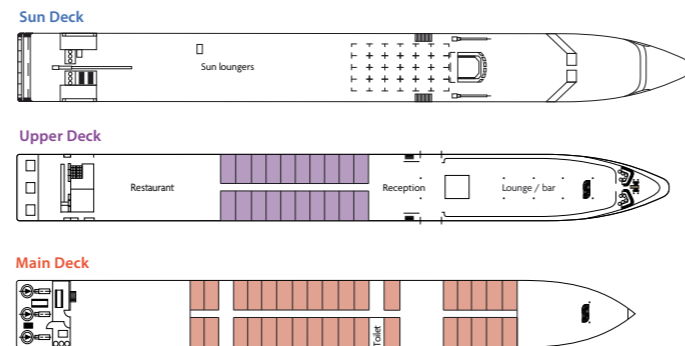 Sun Deck
Sun loungers
Upper Deck
Restaurant
Reception
Lounge / bar
Main Deck
Toilet